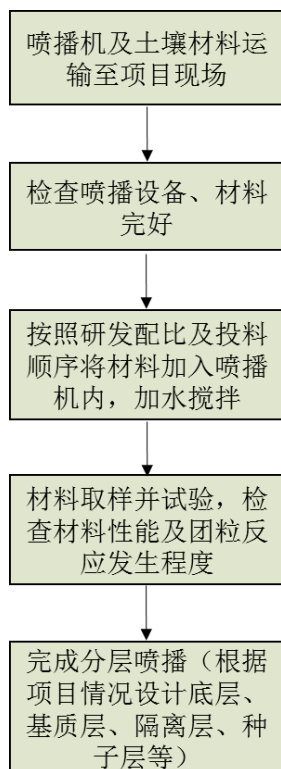 喷播机及土壤材料运
输至项目现场
检查喷播设备、材料
完好
按照研发配比及投料
顺序将材料加入喷播
机内，加水搅拌
材料取样并试验，检
查材料性能及团粒反
应发生程度
完成分层喷播（根据
项目情况设计底层、
基质层、隔离层、种
子层等）